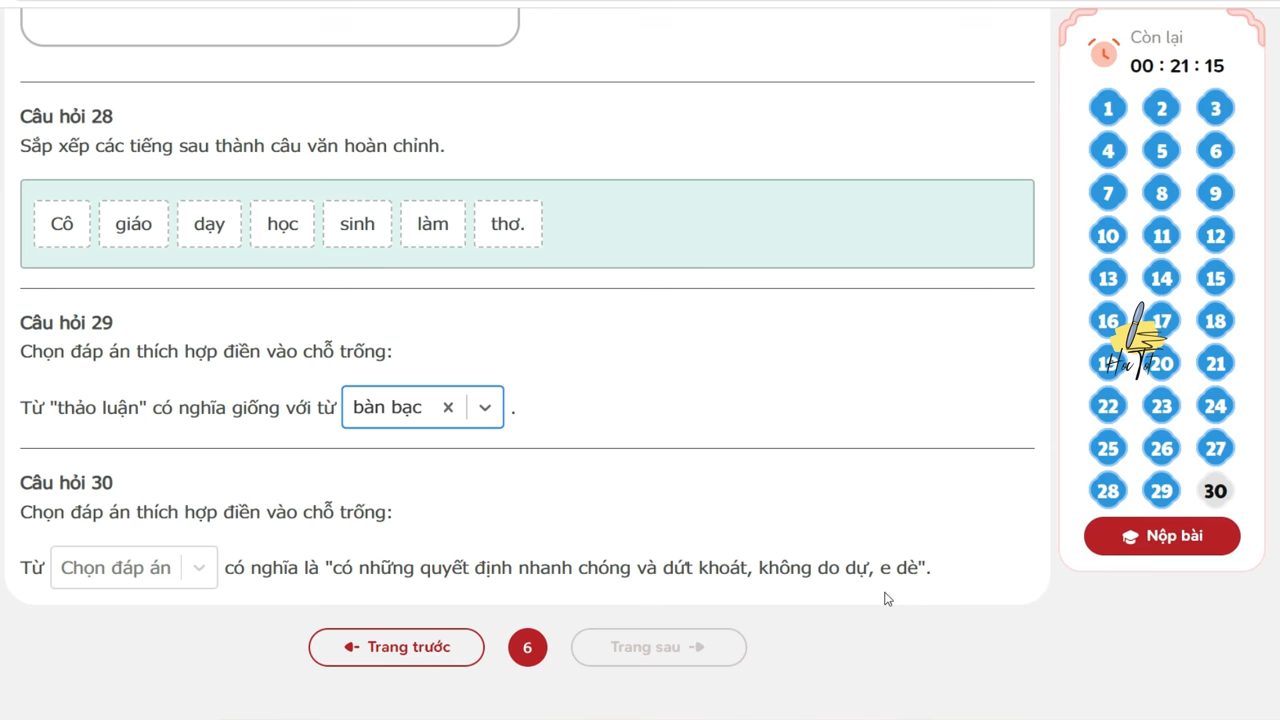 Câu hỏi 28
Sắp xếp các tiếng sau thành câu văn hoàn chỉnh.
Cô giáo dạy học sinh làm thơ.
Câu hỏi 29
Chọn đáp án thích hợp điền vào chỗ trống:
Từ "thảo luận" có nghĩa giống với từ bàn bạc .
Câu hỏi 30
Chọn đáp án thích hợp điền vào chỗ trống:
Từ Chọn đáp án có nghĩa là "có những quyết định nhanh chóng và dứt khoát, không do dự, e dè".
Trang trước 6 Trang sau
Còn lại
00 : 21 : 15
1 2 3
4 5 6
7 8 9
10 11 12
13 14 15
16 17 18
20 21
Học Tốt
22 23 24
25 26 27
28 29 30
Nộp bài